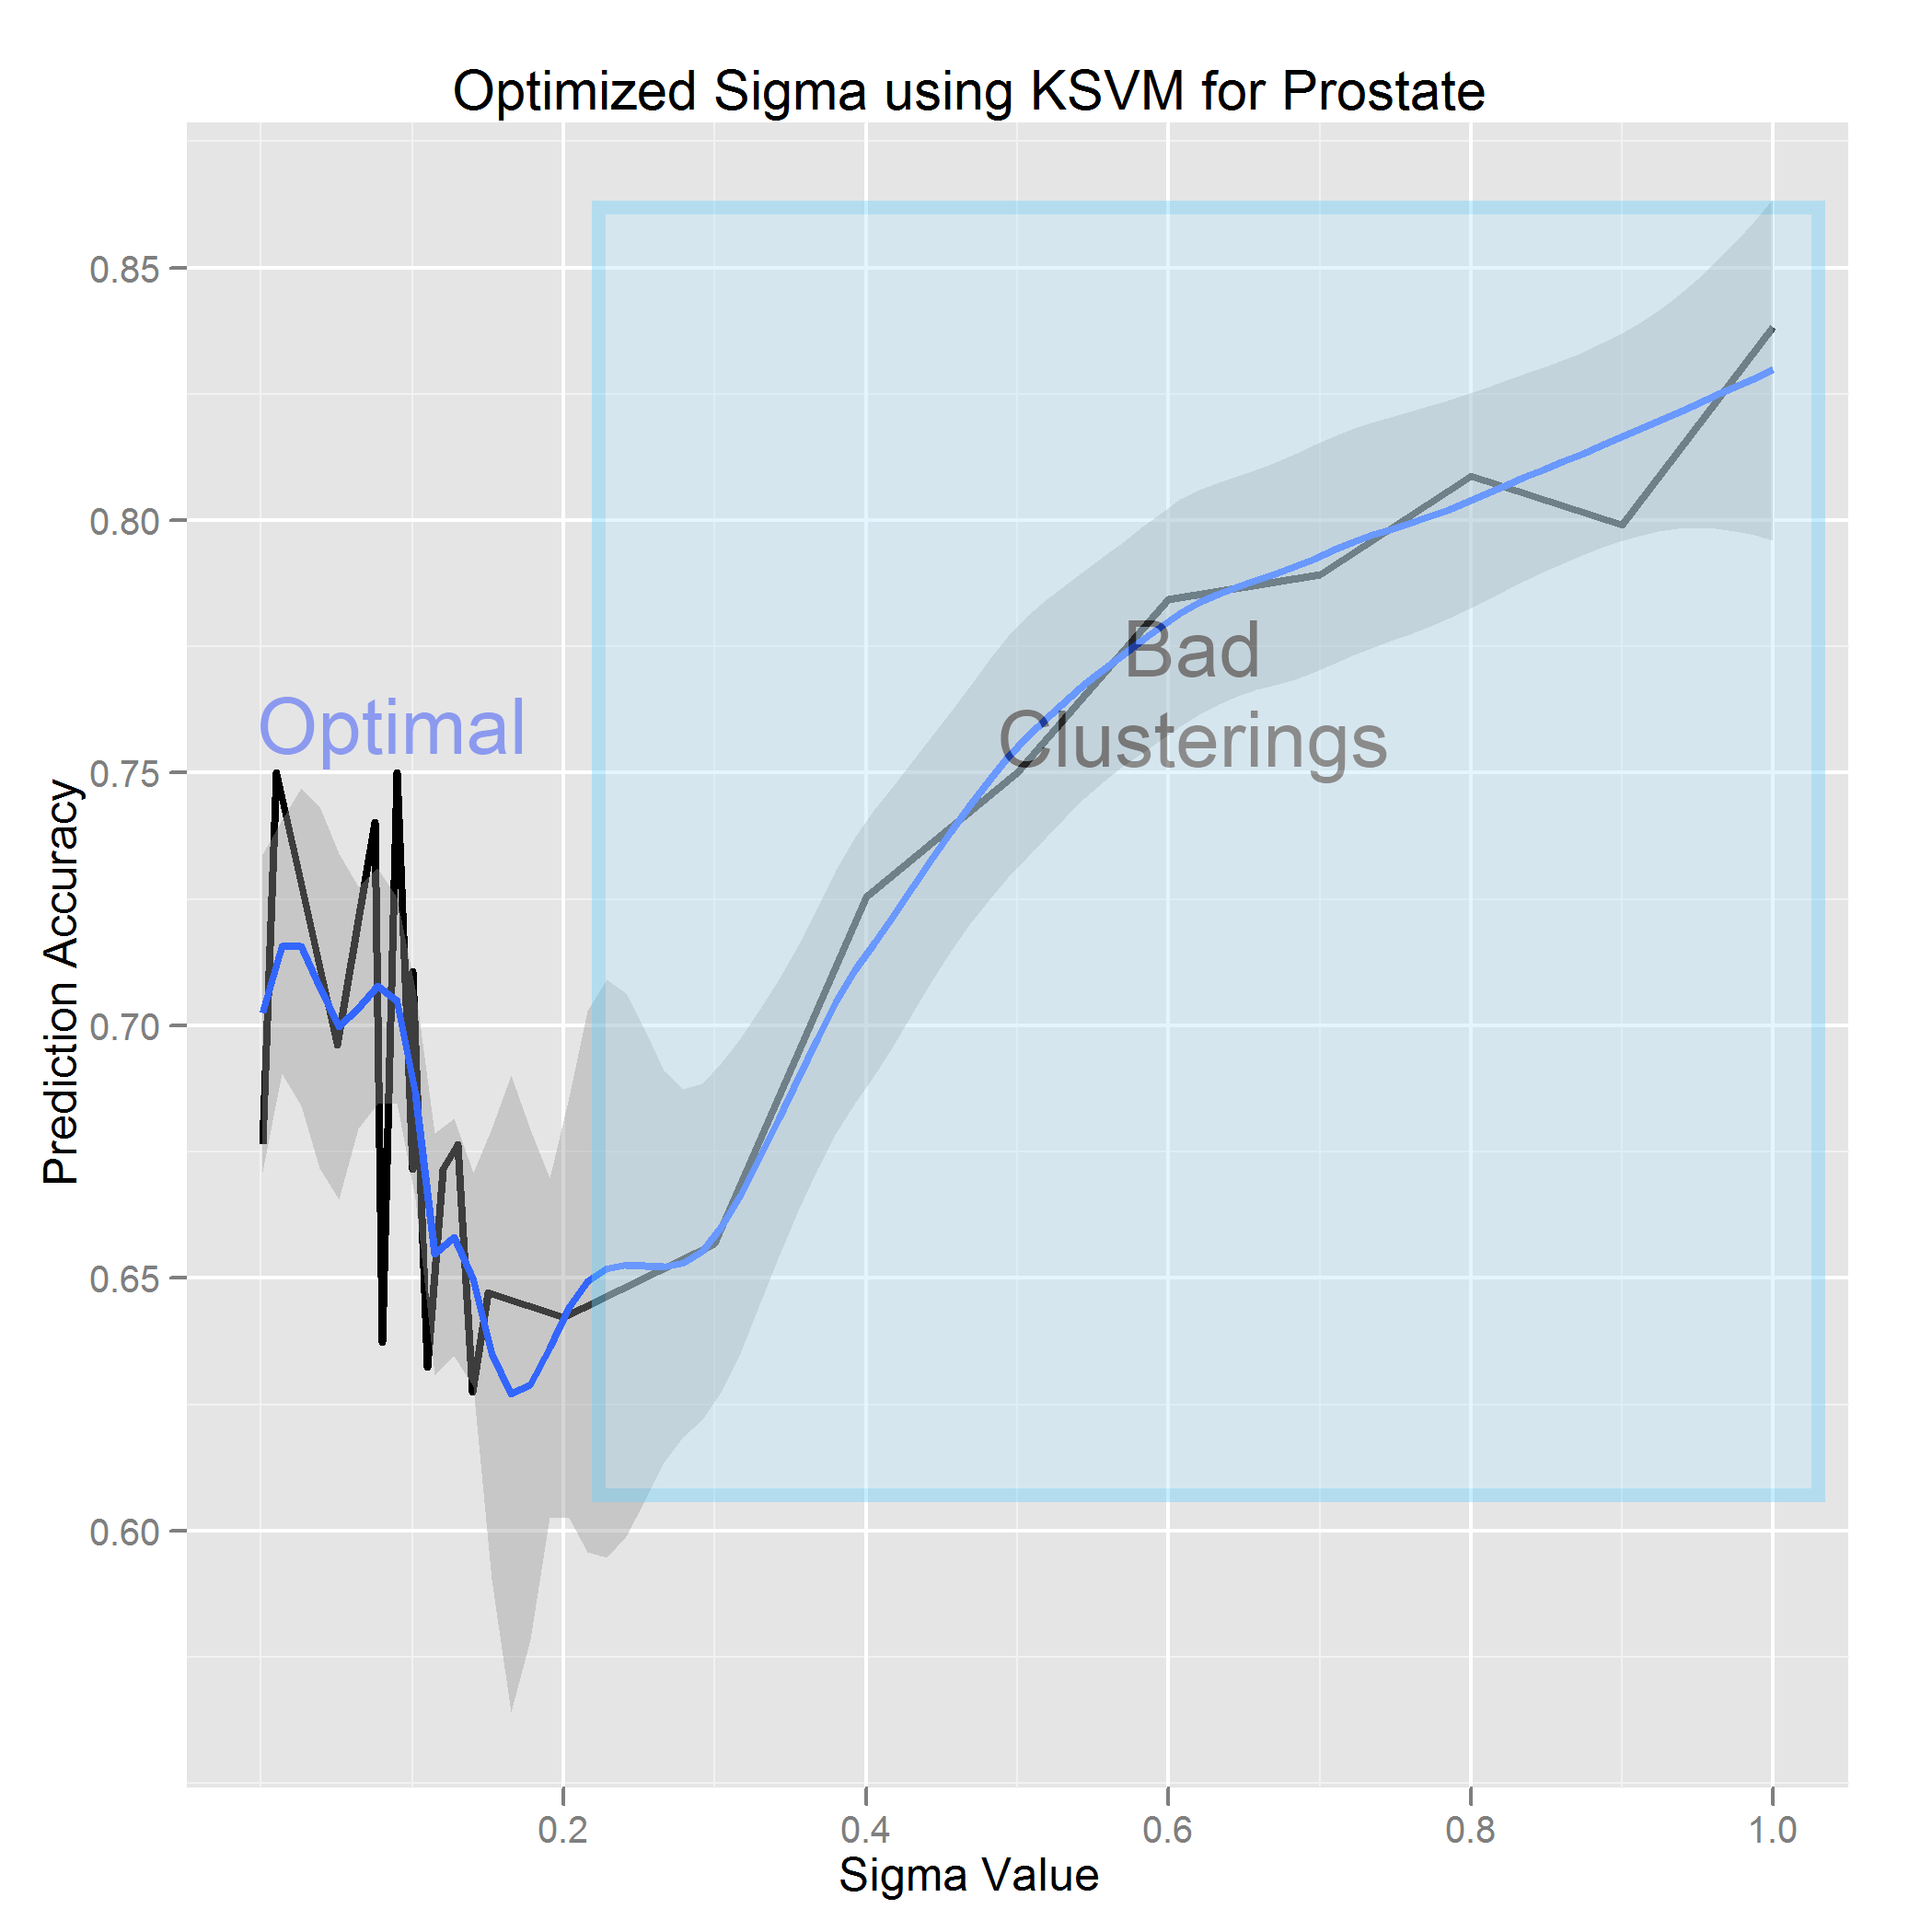 Optimized Sigma using KSVM for Prostate
Prediction Accuracy
0.85
0.80
0.75
0.70
0.65
0.60
Optimal
Bad
Clusterings
0.2
0.4
0.6
0.8
1.0
Sigma Value